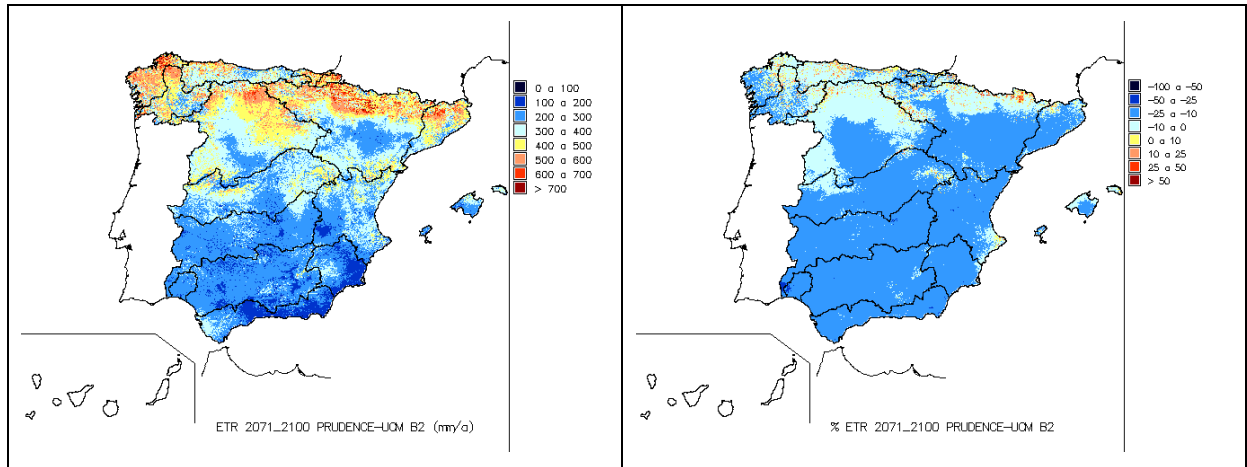 0 a 100
100 a 200
200 a 300
300 a 400
400 a 500
500 a 600
600 a 700
> 700
ETR 2071_2100 PRUDENCE-UCM B2 (mm/a)
-100 a -50
-50 a -25
-25 a -10
-10 a 0
0 a 10
10 a 25
25 a 50
> 50
% ETR 2071_2100 PRUDENCE-UCM B2